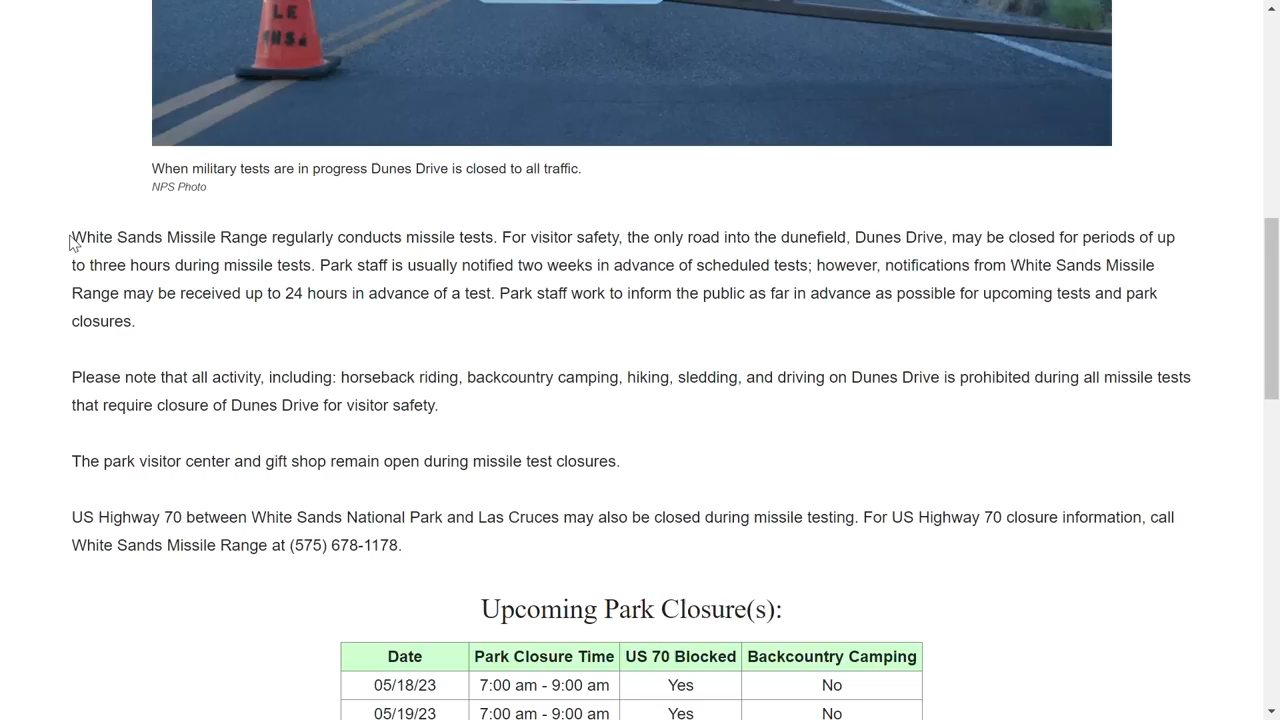 LE
When military tests are in progress Dunes Drive is closed to all traffic.
NPS Photo
White Sands Missile Range regularly conducts missile tests. For visitor safety, the only road into the dunefield, Dunes Drive, may be closed for periods of up
to three hours during missile tests. Park staff is usually notified two weeks in advance of scheduled tests; however, notifications from White Sands Missile
Range may be received up to 24 hours in advance of a test. Park staff work to inform the public as far in advance as possible for upcoming tests and park
closures.
Please note that all activity, including: horseback riding, backcountry camping, hiking, sledding, and driving on Dunes Drive is prohibited during all missile tests
that require closure of Dunes Drive for visitor safety.
The park visitor center and gift shop remain open during missile test closures.
US Highway 70 between White Sands National Park and Las Cruces may also be closed during missile testing. For US Highway 70 closure information, call
White Sands Missile Range at (575) 678-1178.
Upcoming Park Closure(s):
Date Park Closure Time US 70 Blocked Backcountry Camping
05/18/23 7:00 am - 9:00 am Yes No
05/19/23 7:00 am - 9:00 am Yes No